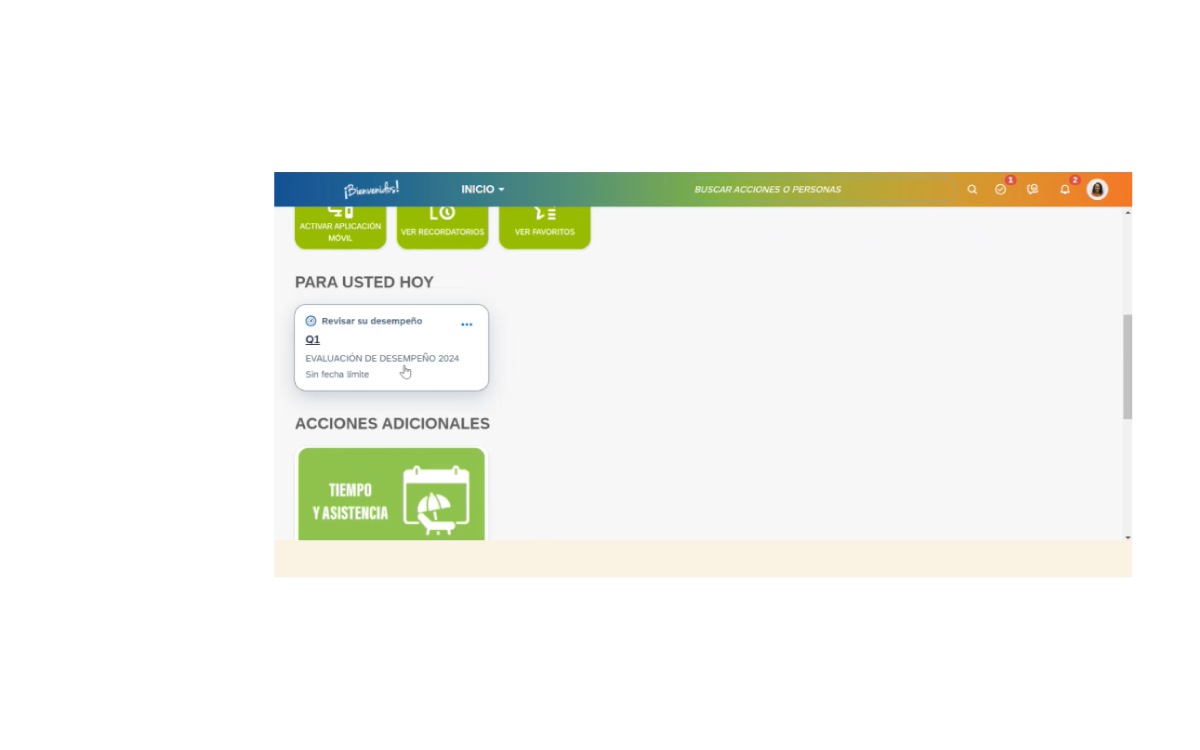 ¡Bienvenidos!
INICIO
BUSCAR ACCIONES O PERSONAS
1
2
ACTIVAR APLICACIÓN
MÓVIL
VER RECORDATORIOS
VER FAVORITOS
PARA USTED HOY
Revisar su desempeño
Q1
EVALUACIÓN DE DESEMPEÑO 2024
Sin fecha límite
ACCIONES ADICIONALES
TIEMPO
Y ASISTENCIA